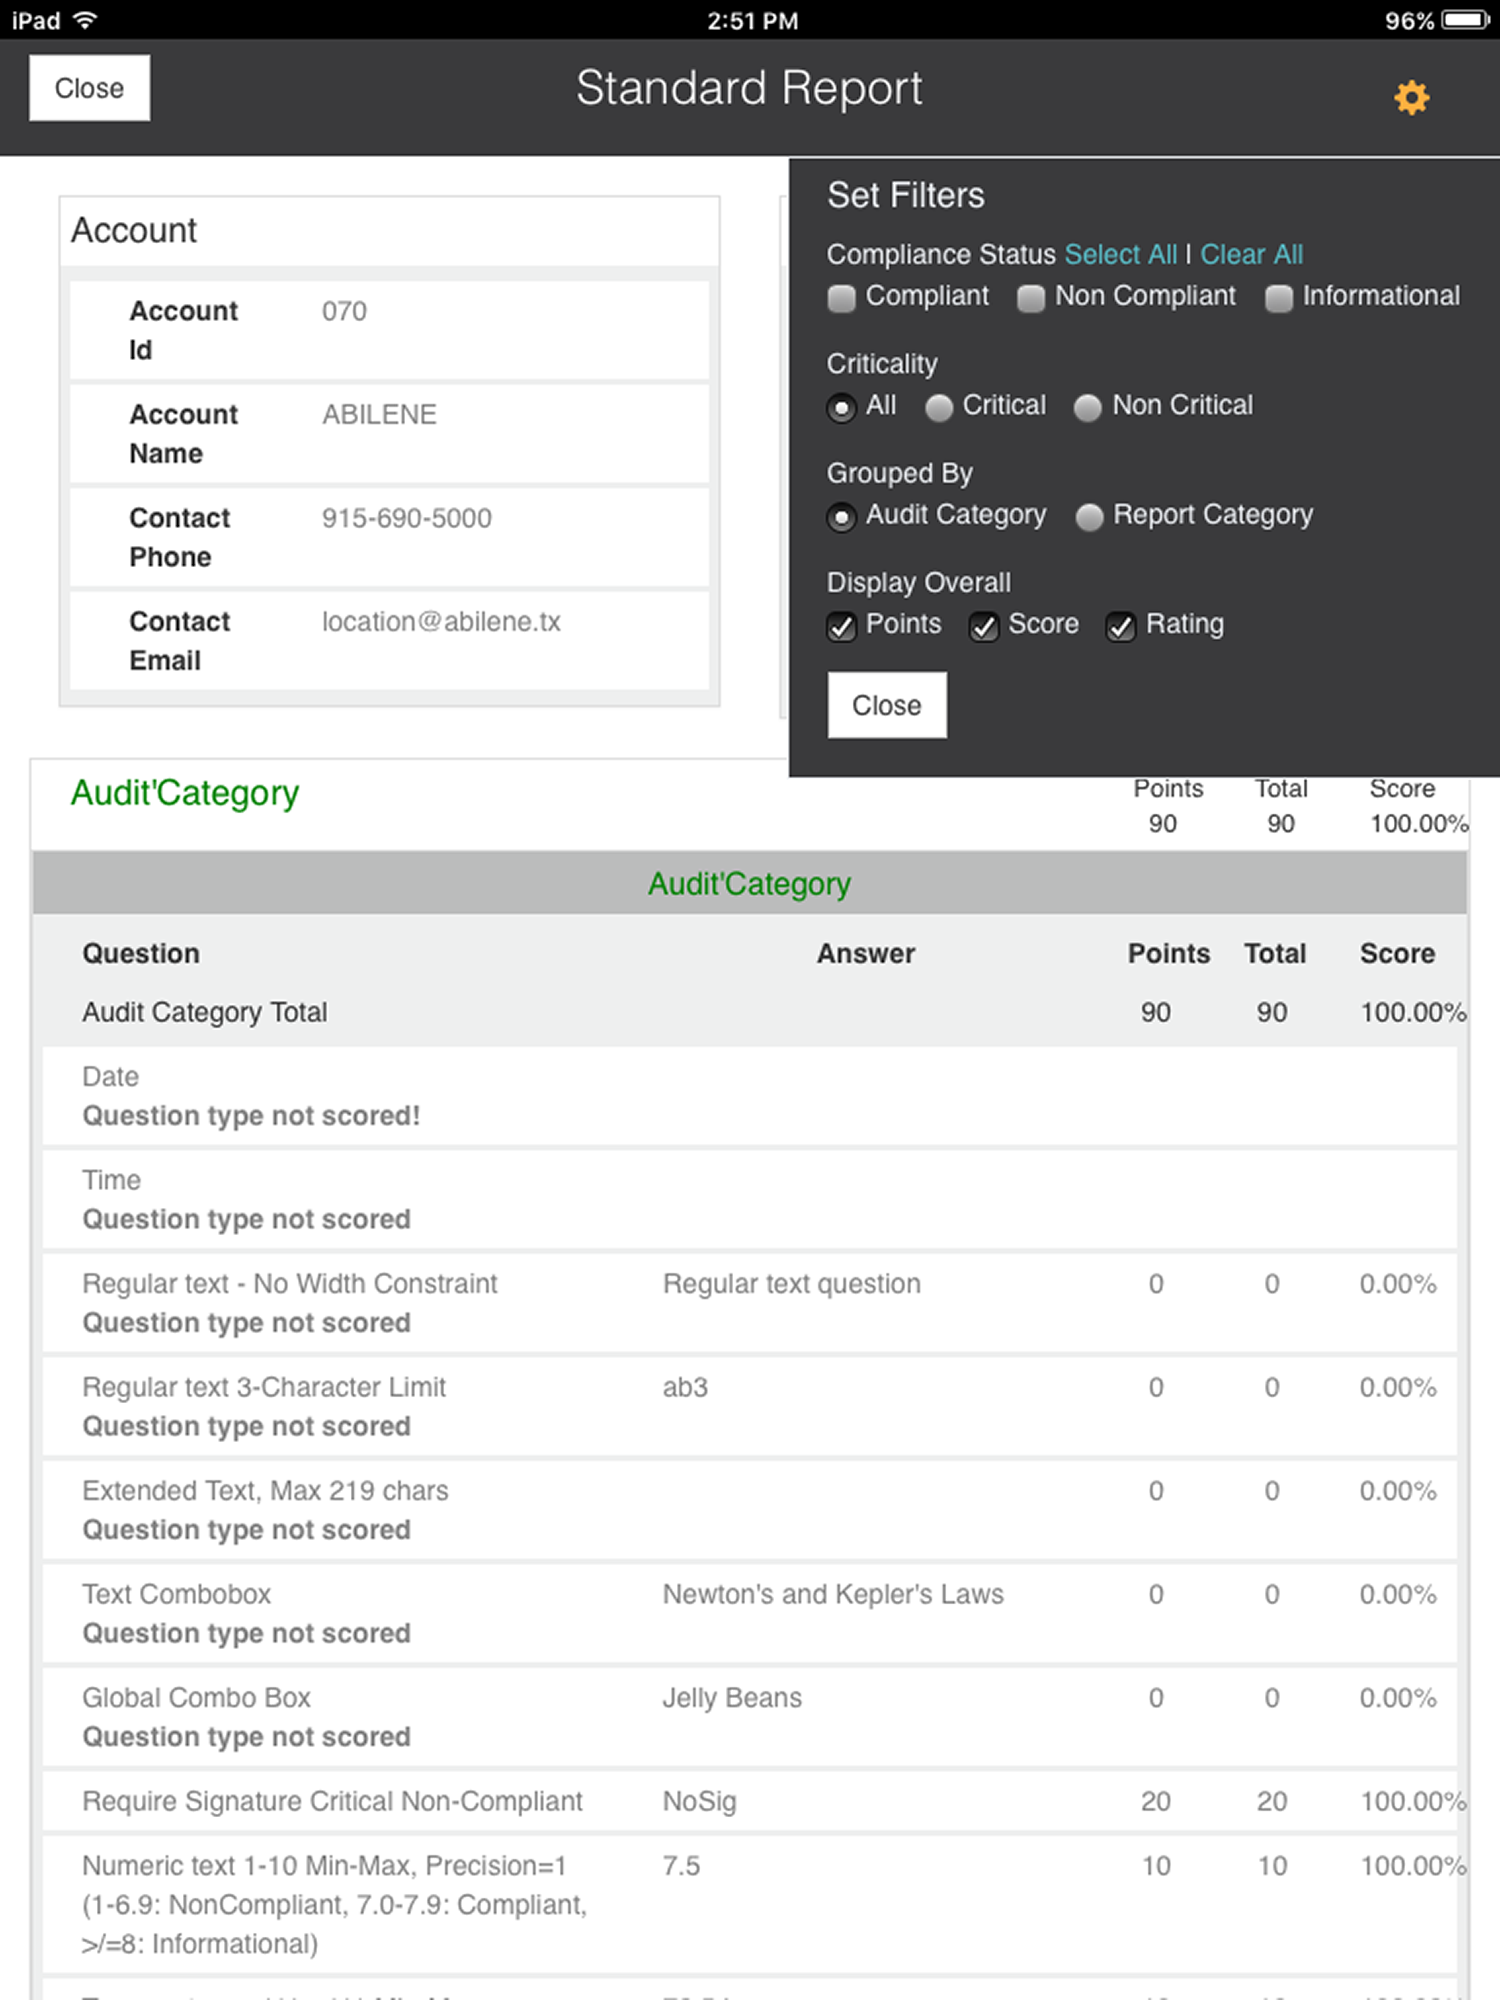 iPad
2:51 PM
96%
Close
Standard Report
Account
Account
Id
070
Account
Name
ABILENE
Contact
Phone
915-690-5000
Contact
Email
location@abilene.tx
Set Filters
Compliance Status Select All | Clear All
Compliant Non Compliant Informational
Criticality
All Critical Non Critical
Grouped By
Audit Category Report Category
Display Overall
Points Score Rating
Close
Audit'Category
Points Total Score
90 90 100.00%
Audit'Category
Question Answer Points Total Score
Audit Category Total 90 90 100.00%
Date
Question type not scored!
Time
Question type not scored
Regular text - No Width Constraint Regular text question 0 0 0.00%
Question type not scored
Regular text 3-Character Limit ab3 0 0 0.00%
Question type not scored
Extended Text, Max 219 chars 0 0 0.00%
Question type not scored
Text Combobox Newton's and Kepler's Laws 0 0 0.00%
Question type not scored
Global Combo Box Jelly Beans 0 0 0.00%
Question type not scored
Require Signature Critical Non-Compliant NoSig 20 20 100.00%
Numeric text 1-10 Min-Max, Precision=1 7.5 10 10 100.00%
(1-6.9: NonCompliant, 7.0-7.9: Compliant,
>/=8: Informational)